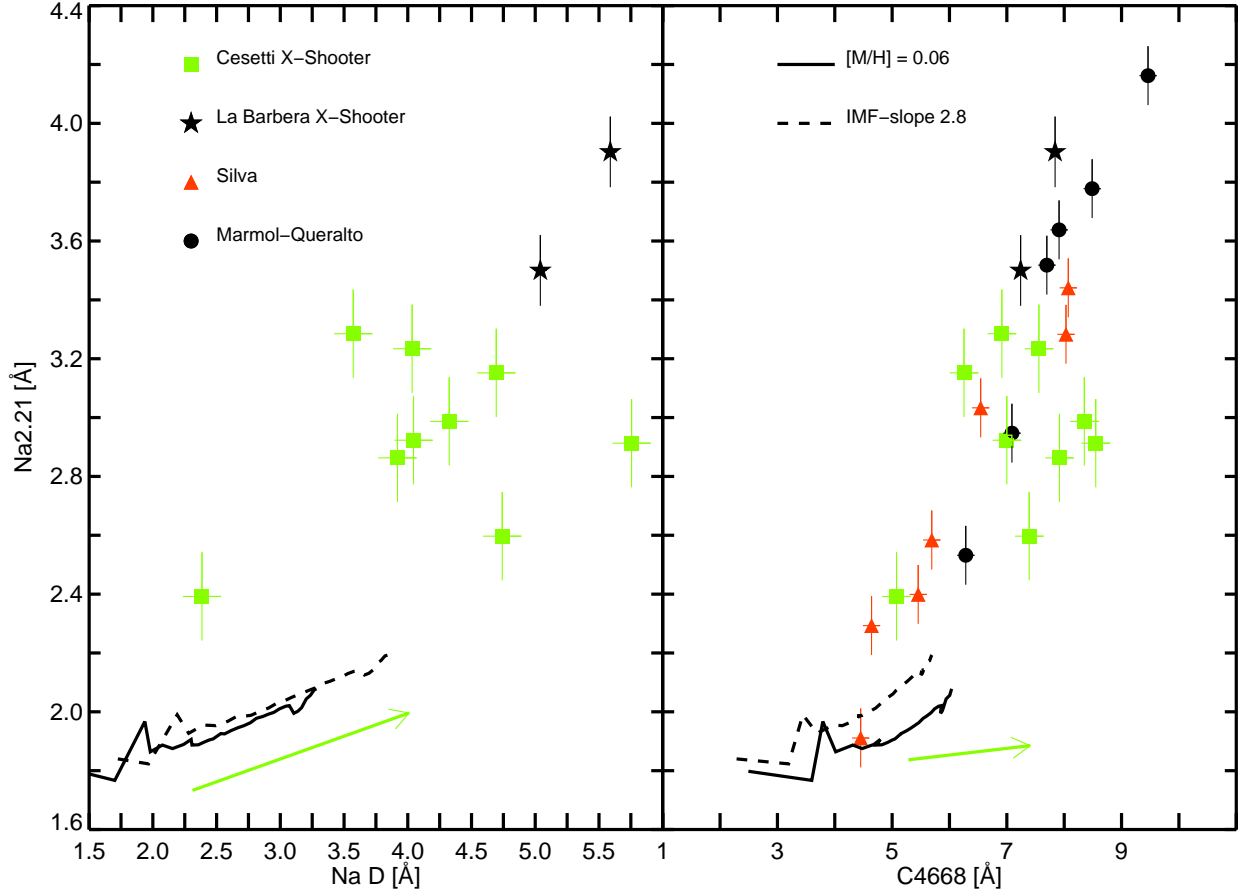 4.4
4.0
3.6
3.2
2.8
2.4
2.0
1.6
Na2.21 [Å]
Cesetti X−Shooter
La Barbera X−Shooter
Silva
Marmol−Queralto
[M/H] = 0.06
IMF−slope 2.8
1.5 2.0 2.5 3.0 3.5 4.0 4.5 5.0 5.5
1 3 5 7 9
Na D [Å]
C4668 [Å]